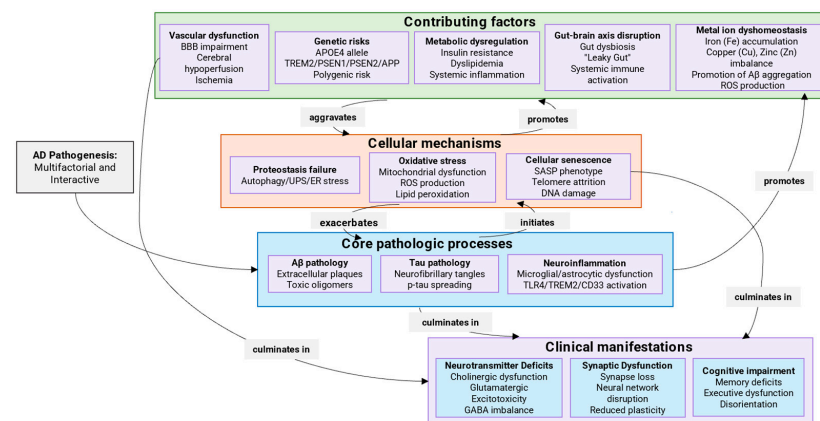 Contributing factors
Vascular dysfunction
BBB impairment
Cerebral
hypoperfusion
Ischemia
Genetic risks
APOE4 allele
TREM2/PSEN1/PSEN2/APP
Polygenic risk
Metabolic dysregulation
Insulin resistance
Dyslipidemia
Systemic inflammation
Gut-brain axis disruption
Gut dysbiosis
"Leaky Gut"
Systemic immune
activation
Metal ion dyshomeostasis
Iron (Fe) accumulation
Copper (Cu), Zinc (Zn)
imbalance
Promotion of Aβ aggregation
ROS production
aggravates
promotes
Cellular mechanisms
Proteostasis failure
Autophagy/UPS/ER stress
Oxidative stress
Mitochondrial dysfunction
ROS production
Lipid peroxidation
Cellular senescence
SASP phenotype
Telomere attrition
DNA damage
AD Pathogenesis:
Multifactorial and
Interactive
promotes
exacerbates
initiates
Core pathologic processes
Aβ pathology
Extracellular plaques
Toxic oligomers
Tau pathology
Neurofibrillary tangles
p-tau spreading
Neuroinflammation
Microglial/astrocytic dysfunction
TLR4/TREM2/CD33 activation
culminates in
culminates in
culminates in
Clinical manifestations
Neurotransmitter Deficits
Cholinergic dysfunction
Glutamatergic
Excitotoxicity
GABA imbalance
Synaptic Dysfunction
Synapse loss
Neural network
disruption
Reduced plasticity
Cognitive impairment
Memory deficits
Executive dysfunction
Disorientation